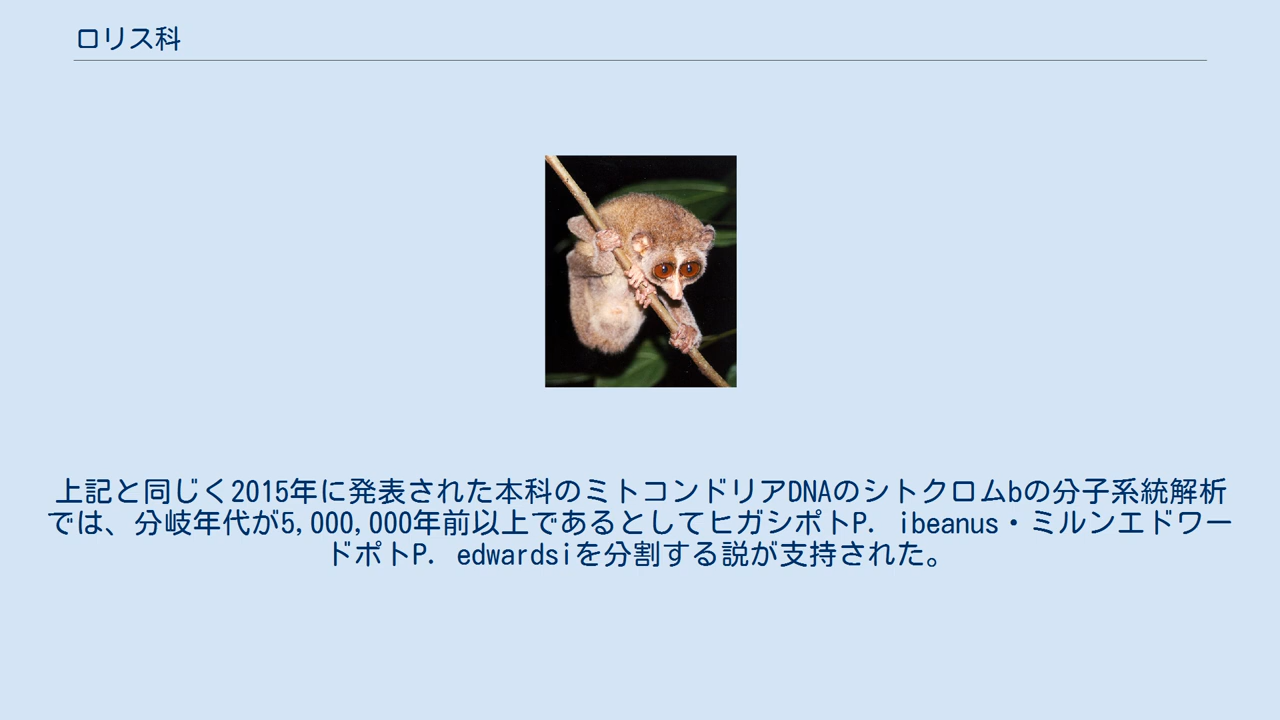 ロリス科
上記と同じく2015年に発表された本科のミトコンドリアDNAのシトクロムbの分子系統解析
では、分岐年代が5,000,000年前以上であるとしてヒガシポトP. ibeanus・ミルンエドワー
ドポトP. edwardsiを分割する説が支持された。